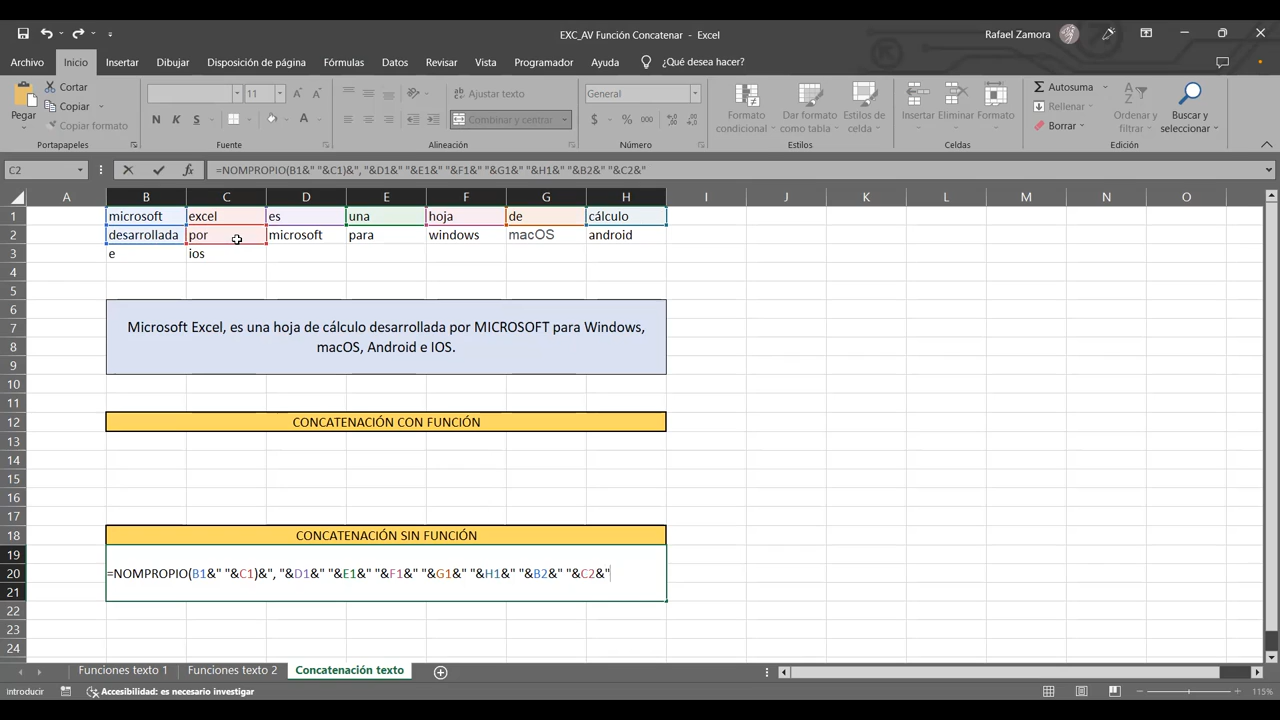 EXC_AV Función Concatenar - Excel
Rafael Zamora
Archivo Inicio Insertar Dibujar Disposición de página Fórmulas Datos Revisar Vista Programador Ayuda ¿Qué desea hacer?
Pegar
Cortar
Copiar
Copiar formato
Portapapeles
11
N K S
Fuente
Ajustar texto
Combinar y centrar
Alineación
General
$ % 000
Número
Formato condicional
Dar formato como tabla
Estilos de celda
Estilos
Insertar Eliminar Formato
Celdas
Autosuma
Rellenar
Borrar
Ordenar y filtrar
Buscar y seleccionar
Edición
C2
fx
=NOMPROPIO(B1&" "&C1)&", "&D1&" "&E1&" "&F1&" "&G1&" "&H1&" "&B2&" "&C2&"
A B C D E F G H I J K L M N O
1 microsoft excel es una hoja de cálculo
2 desarrollada por microsoft para windows macOS android
3 e ios
4
5
6
7
8
9
Microsoft Excel, es una hoja de cálculo desarrollada por MICROSOFT para Windows,
macOS, Android e IOS.
10
11
12 CONCATENACIÓN CON FUNCIÓN
13
14
15
16
17
18 CONCATENACIÓN SIN FUNCIÓN
19
20 =NOMPROPIO(B1&" "&C1)&", "&D1&" "&E1&" "&F1&" "&G1&" "&H1&" "&B2&" "&C2&"
21
22
23
24
Funciones texto 1 Funciones texto 2 Concatenación texto
Introducir Accesibilidad: es necesario investigar 115%